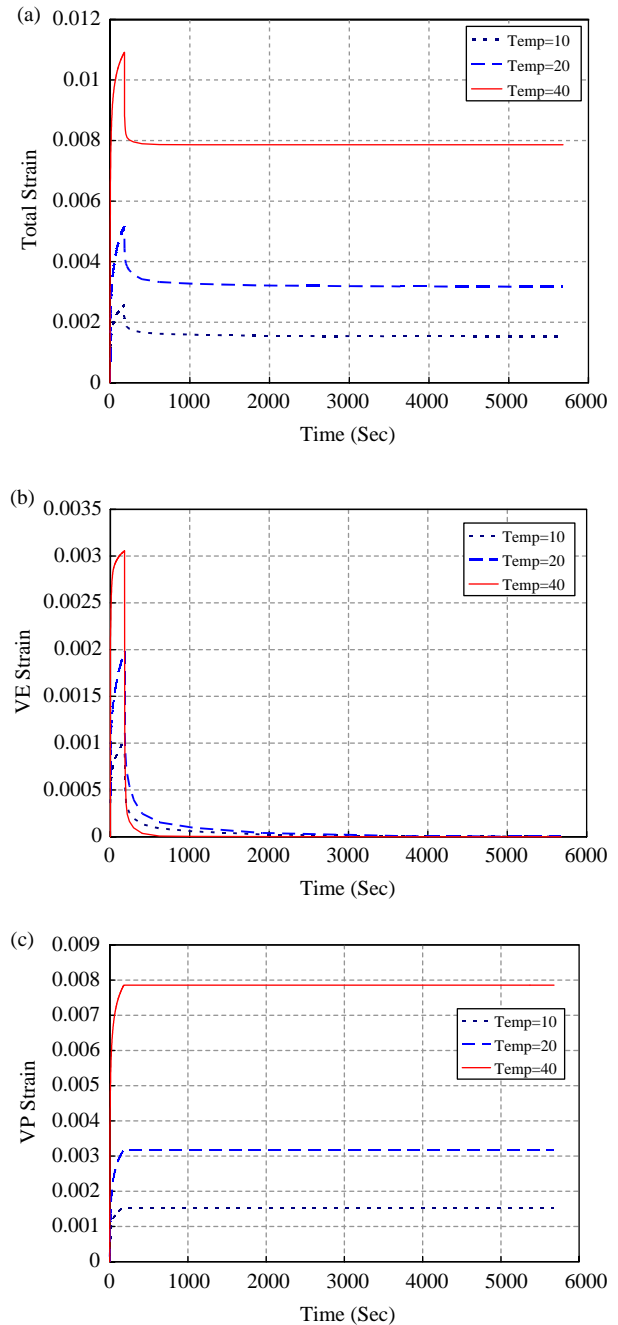 (a)
0.012
0.01
0.008
0.006
0.004
0.002
0
Total Strain
Temp=10
Temp=20
Temp=40
0 1000 2000 3000 4000 5000 6000
Time (Sec)
(b)
0.0035
0.003
0.0025
0.002
0.0015
0.001
0.0005
0
VE Strain
Temp=10
Temp=20
Temp=40
0 1000 2000 3000 4000 5000 6000
Time (Sec)
(c)
0.009
0.008
0.007
0.006
0.005
0.004
0.003
0.002
0.001
0
VP Strain
Temp=10
Temp=20
Temp=40
0 1000 2000 3000 4000 5000 6000
Time (Sec)